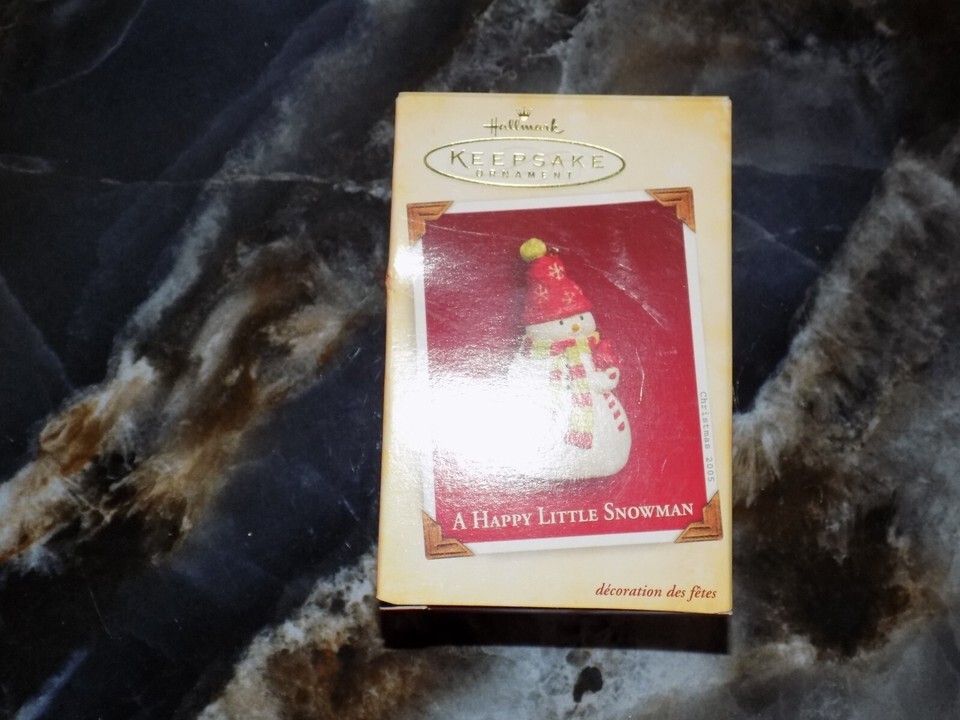 Hallmark
KEEPSAKE
ORNAMENT
Christmas 2005
A HAPPY LITTLE SNOWMAN
décoration des fêtes